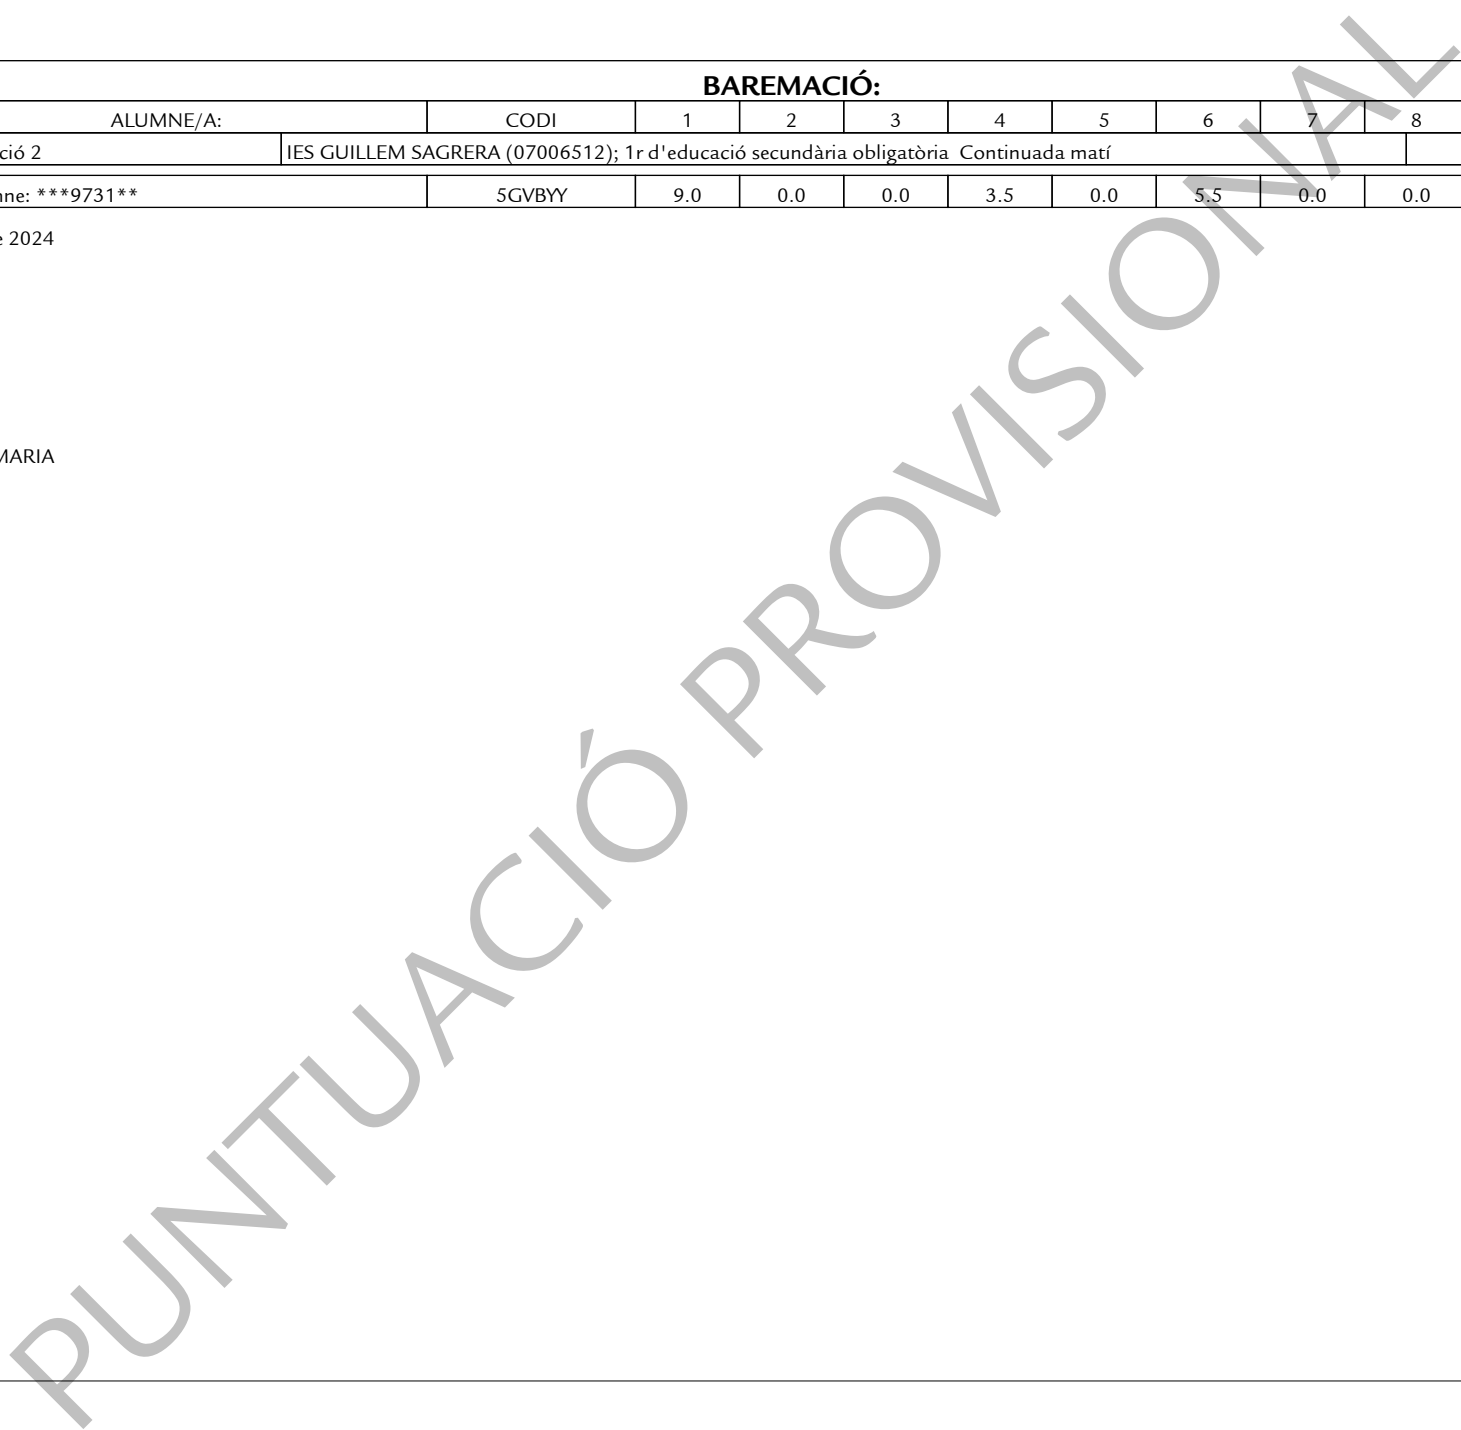 BAREMACIÓ:
ALUMNE/A: CODI 1 2 3 4 5 6 7 8
ció 2 IES GUILLEM SAGRERA (07006512); 1r d'educació secundària obligatòria Continuada matí
ne: ***9731** 5GVBYY 9.0 0.0 0.0 3.5 0.0 5.5 0.0 0.0
e 2024
MARIA
PUNTUACIÓ PROVISIONAL